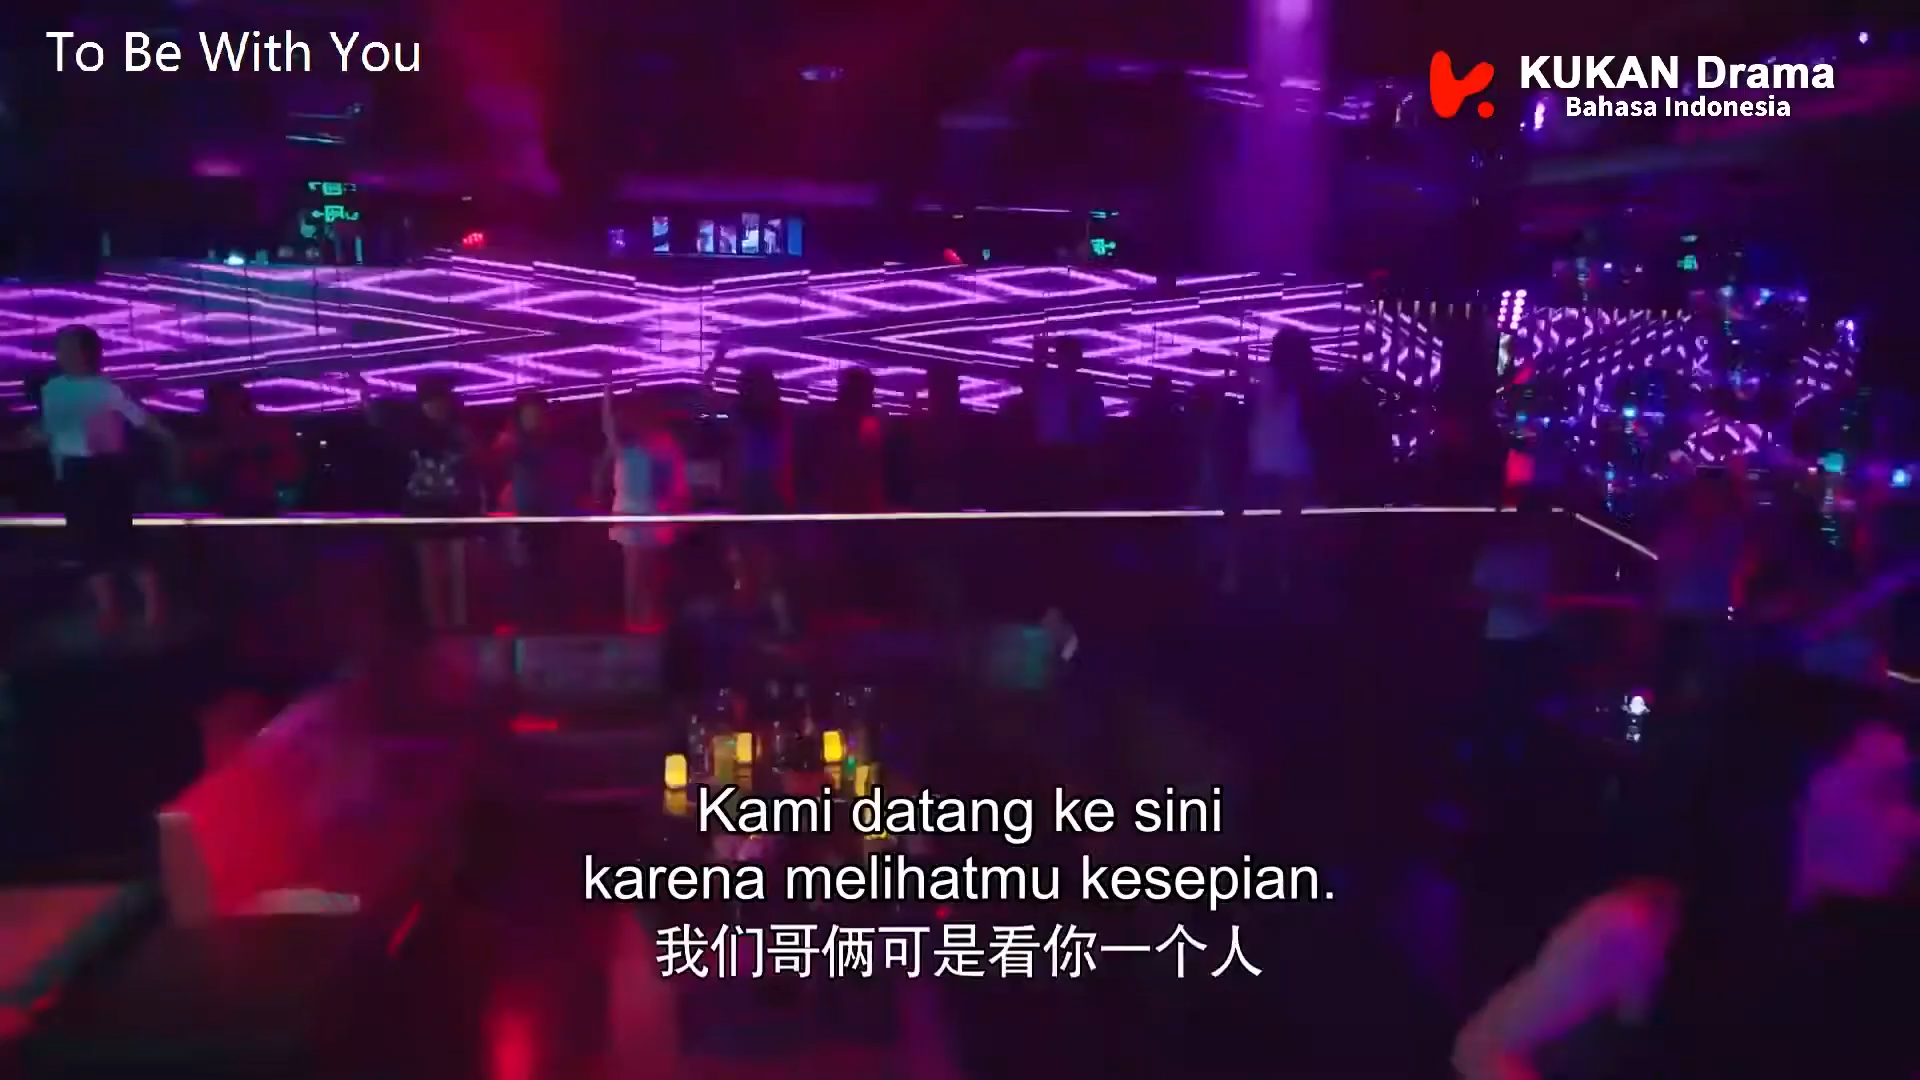 To Be With You
KUKAN Drama
Bahasa Indonesia
Kami datang ke sini
karena melihatmu kesepian.
我们哥俩可是看你一个人